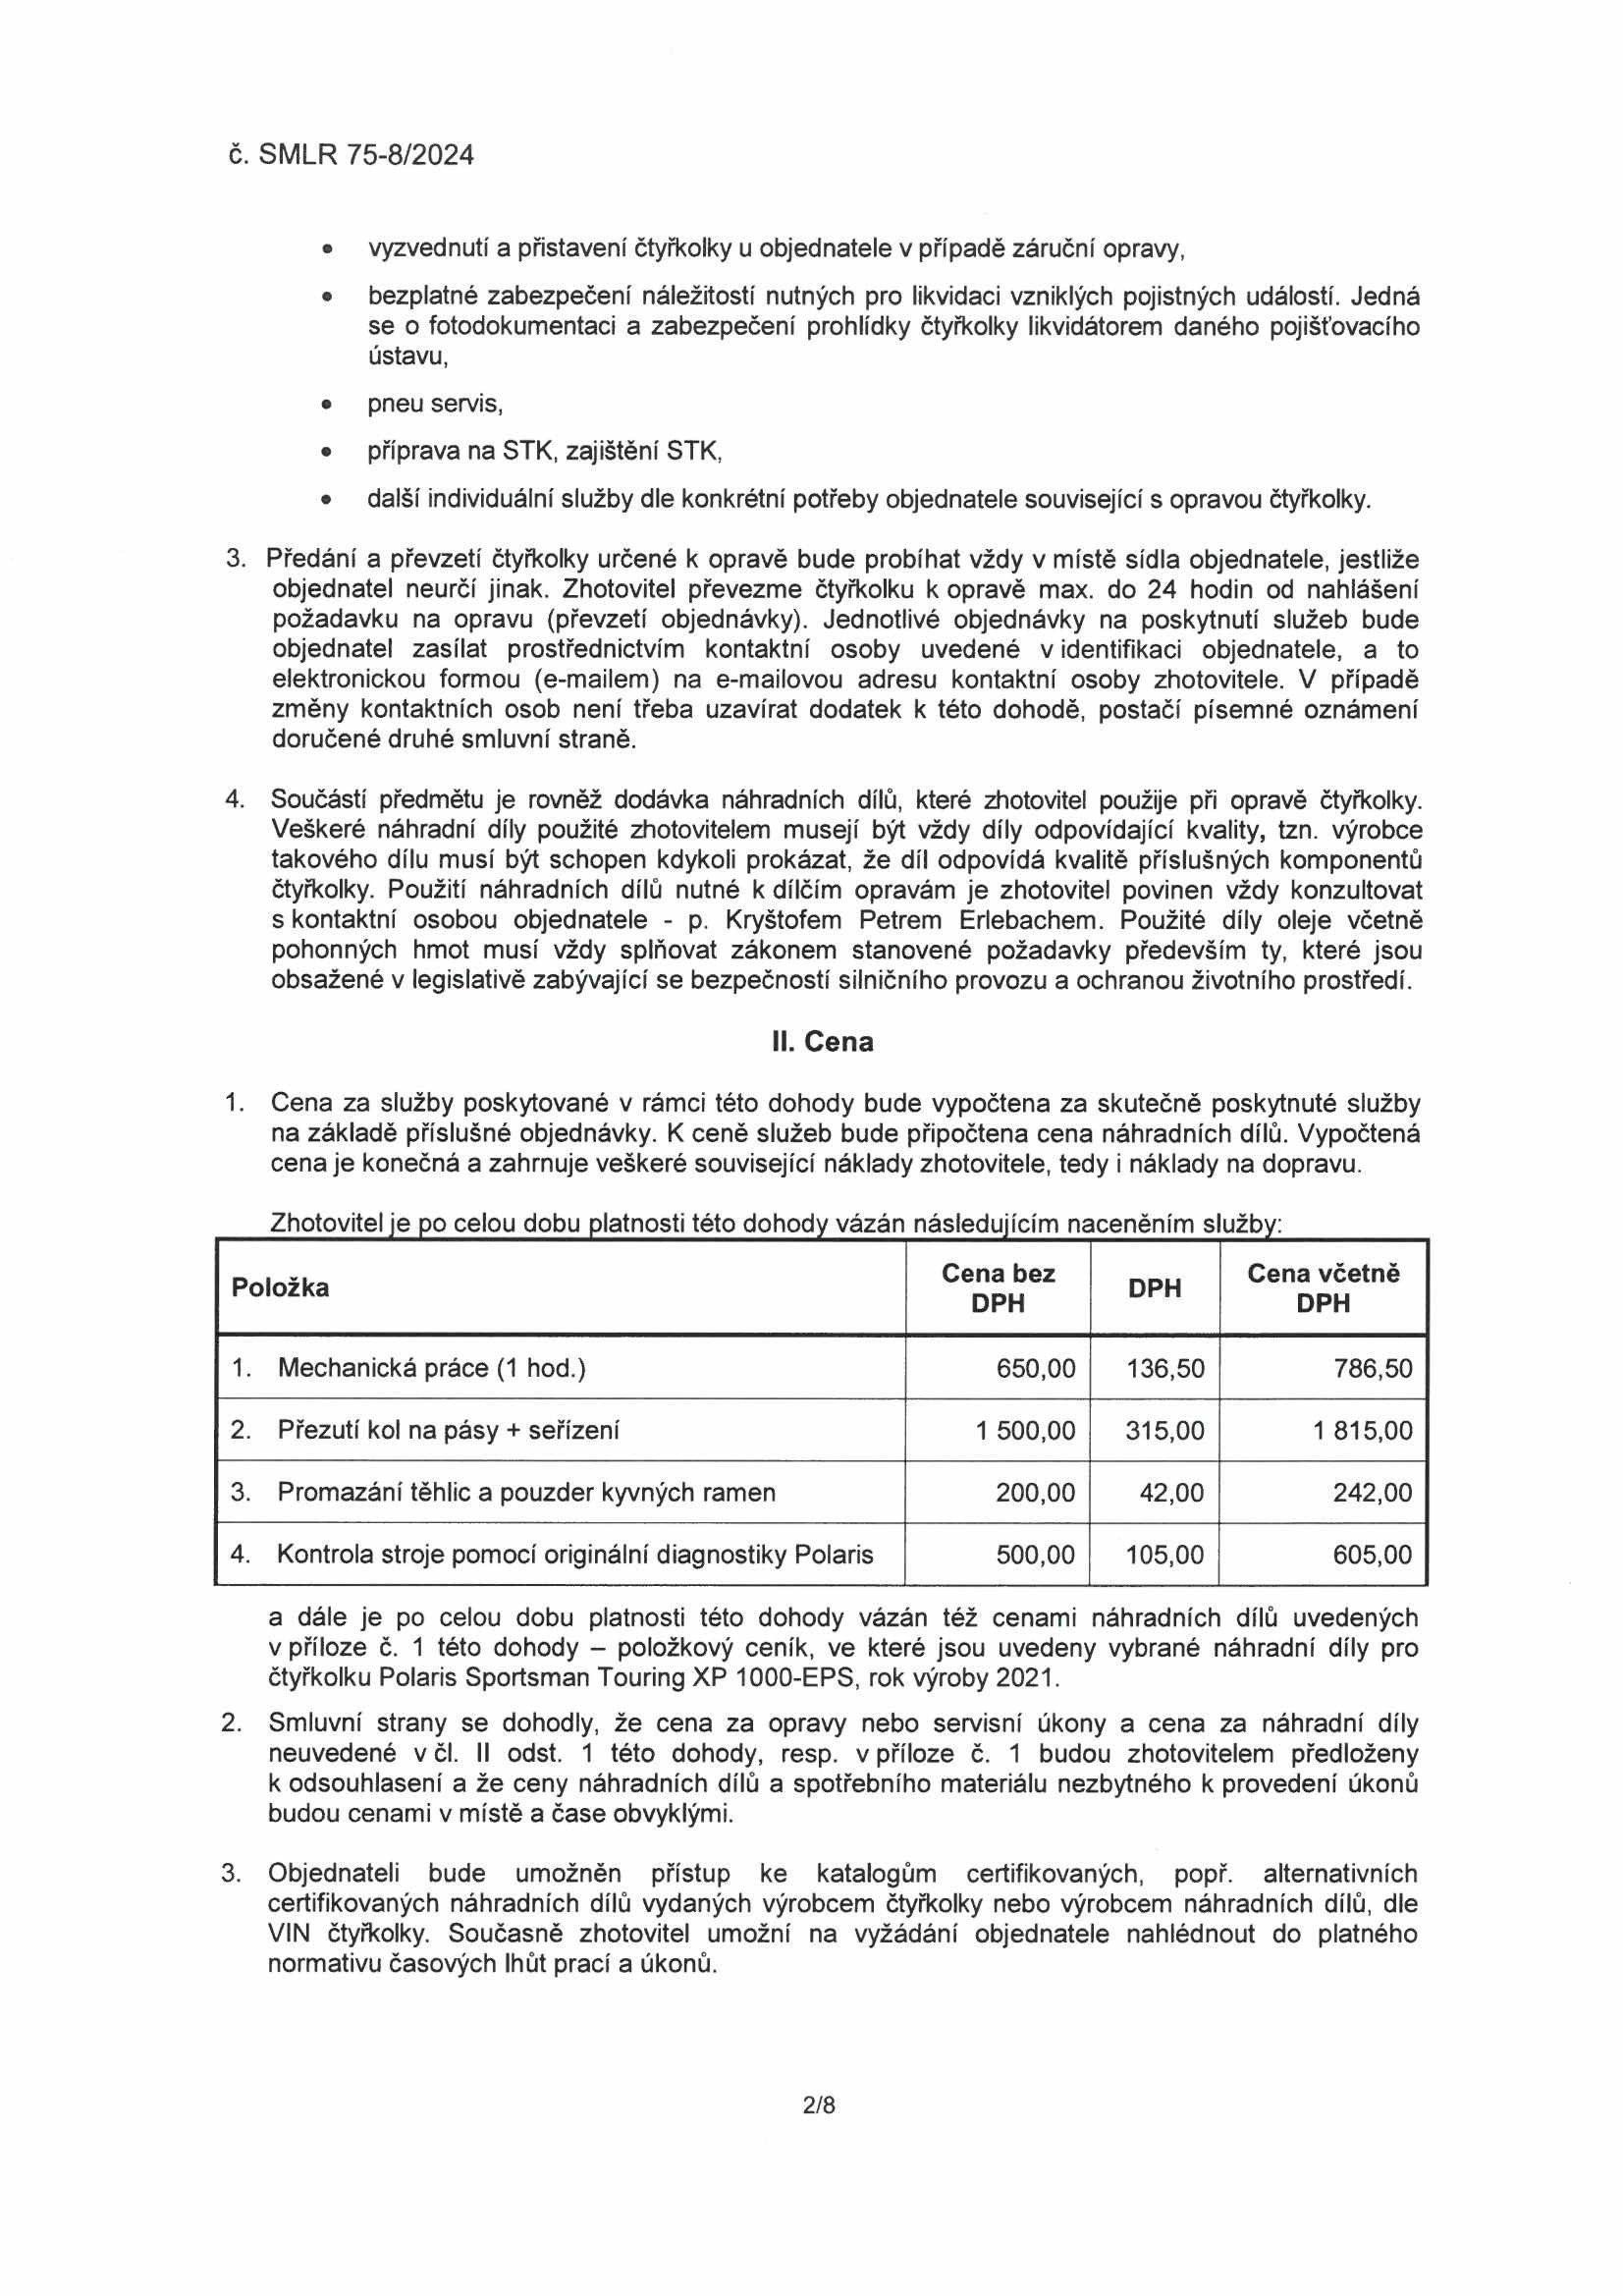 č. SMLR 75-8/2024
• vyzvednutí a přistavení čtyřkolky u objednatele v případě záruční opravy,
• bezplatné zabezpečení náležitostí nutných pro likvidaci vzniklých pojistných událostí. Jedná
se o fotodokumentaci a zabezpečení prohlídky čtyřkolky likvidátorem daného pojišťovacího
ústavu,
• pneu servis,
• příprava na STK, zajištění STK,
• další individuální služby dle konkrétní potřeby objednatele související s opravou čtyřkolky.
3. Předání a převzetí čtyřkolky určené k opravě bude probíhat vždy v místě sídla objednatele, jestliže
objednatel neurčí jinak. Zhotovitel převezme čtyřkolku k opravě max. do 24 hodin od nahlášení
požadavku na opravu (převzetí objednávky). Jednotlivé objednávky na poskytnutí služeb bude
objednatel zasílat prostřednictvím kontaktní osoby uvedené v identifikaci objednatele, a to
elektronickou formou (e-mailem) na e-mailovou adresu kontaktní osoby zhotovitele. V případě
změny kontaktních osob není třeba uzavírat dodatek k této dohodě, postačí písemné oznámení
doručené druhé smluvní straně.
4. Součástí předmětu je rovněž dodávka náhradních dílů, které zhotovitel použije při opravě čtyřkolky.
Veškeré náhradní díly použité zhotovitelem musejí být vždy díly odpovídající kvality, tzn. výrobce
takového dílu musí být schopen kdykoli prokázat, že díl odpovídá kvalitě příslušných komponentů
čtyřkolky. Použití náhradních dílů nutné k dílčím opravám je zhotovitel povinen vždy konzultovat
s kontaktní osobou objednatele - p. Kryštofem Petrem Erlebachem. Použité díly oleje včetně
pohonných hmot musí vždy splňovat zákonem stanovené požadavky především ty, které jsou
obsažené v legislativě zabývající se bezpečností silničního provozu a ochranou životního prostředí.
II. Cena
1. Cena za služby poskytované v rámci této dohody bude vypočtena za skutečně poskytnuté služby
na základě příslušné objednávky. K ceně služeb bude připočtena cena náhradních dílů. Vypočtená
cena je konečná a zahrnuje veškeré související náklady zhotovitele, tedy i náklady na dopravu.
Zhotovitel je po celou dobu platnosti této dohody vázán následujícím naceněním služby:
Položka Cena bez DPH DPH Cena včetně DPH
1. Mechanická práce (1 hod.) 650,00 136,50 786,50
2. Přezutí kol na pásy + seřízení 1 500,00 315,00 1 815,00
3. Promazání těhlic a pouzder kyvných ramen 200,00 42,00 242,00
4. Kontrola stroje pomocí originální diagnostiky Polaris 500,00 105,00 605,00
a dále je po celou dobu platnosti této dohody vázán též cenami náhradních dílů uvedených
v příloze č. 1 této dohody – položkový ceník, ve které jsou uvedeny vybrané náhradní díly pro
čtyřkolku Polaris Sportsman Touring XP 1000-EPS, rok výroby 2021.
2. Smluvní strany se dohodly, že cena za opravy nebo servisní úkony a cena za náhradní díly
neuvedené v čl. II odst. 1 této dohody, resp. v příloze č. 1 budou zhotovitelem předloženy
k odsouhlasení a že ceny náhradních dílů a spotřebního materiálu nezbytného k provedení úkonů
budou cenami v místě a čase obvyklými.
3. Objednateli bude umožněn přístup ke katalogům certifikovaných, popř. alternativních
certifikovaných náhradních dílů vydaných výrobcem čtyřkolky nebo výrobcem náhradních dílů, dle
VIN čtyřkolky. Současně zhotovitel umožní na vyžádání objednatele nahlédnout do platného
normativu časových lhůt prací a úkonů.
2/8